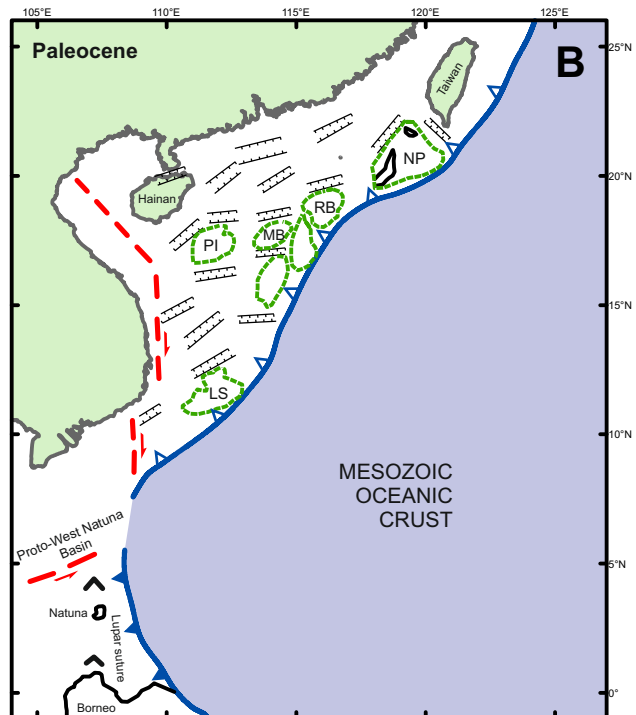 105°E
110°E
115°E
120°E
125°E
Paleocene
B
25°N
Taiwan
NP
20°N
Hainan
RB
MB
PI
15°N
LS
10°N
MESOZOIC
OCEANIC
CRUST
Proto-West Natuna
Basin
5°N
Natuna
Lupar suture
0°
Borneo